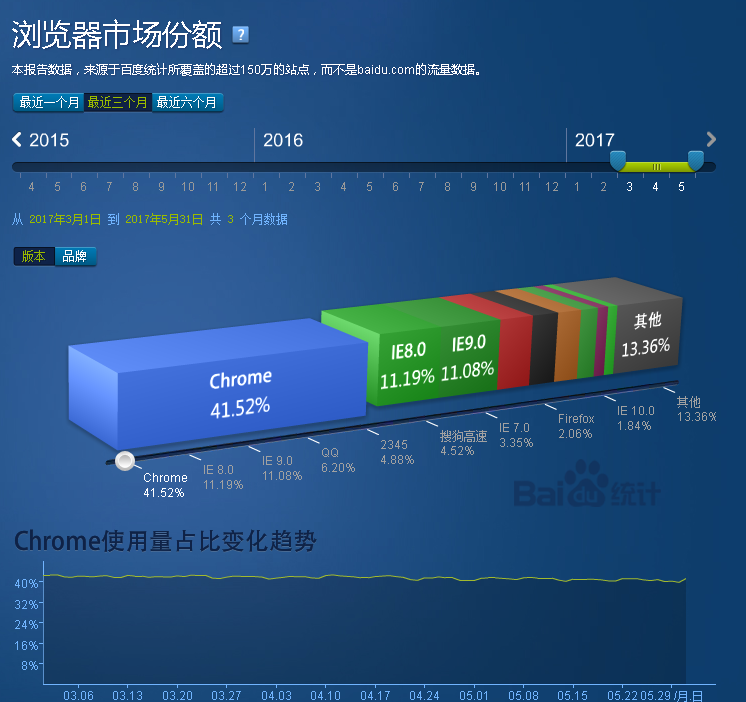 浏览器市场份额 ?
本报告数据，来源于百度统计所覆盖的超过150万的站点，而不是baidu.com的流量数据。
最近一个月 最近三个月 最近六个月
2015 2016 2017
4 5 6 7 8 9 10 11 12 1 2 3 4 5 6 7 8 9 10 11 12 1 2 3 4 5
从 2017年3月1日 到 2017年5月31日 共 3 个月数据
版本 品牌
Chrome
41.52%
IE8.0
11.19%
IE9.0
11.08%
其他
13.36%
Chrome
41.52%
IE 8.0
11.19%
IE 9.0
11.08%
QQ
6.20%
2345
4.88%
搜狗高速
4.52%
IE 7.0
3.35%
Firefox
2.06%
IE 10.0
1.84%
其他
13.36%
Bai du 统计
Chrome使用量占比变化趋势
40%
32%
24%
16%
8%
03.06 03.13 03.20 03.27 04.03 04.10 04.17 04.24 05.01 05.08 05.15 05.22 05.29 /月.日